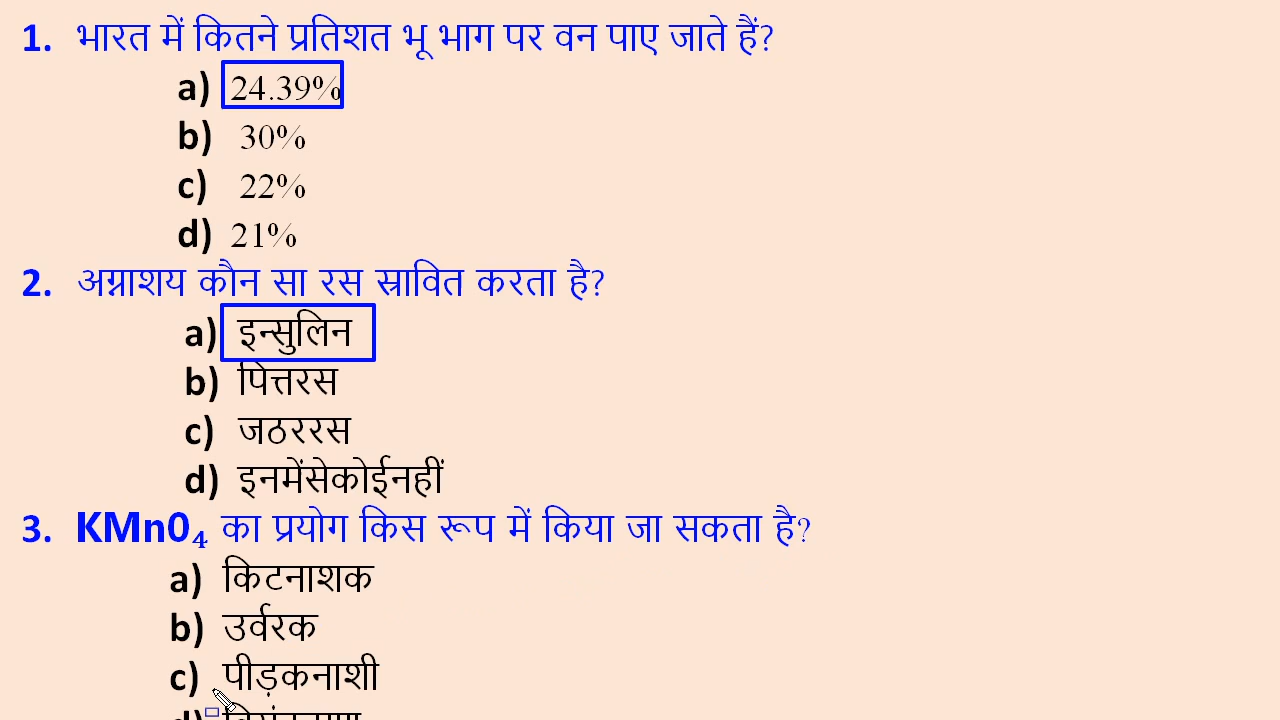 1. भारत में कितने प्रतिशत भू भाग पर वन पाए जाते हैं?
a) 24.39%
b) 30%
c) 22%
d) 21%
2. अग्नाशय कौन सा रस स्रावित करता है?
a) इन्सुलिन
b) पित्तरस
c) जठररस
d) इनमेंसेकोईनहीं
3. KMn0₄ का प्रयोग किस रूप में किया जा सकता है?
a) किटनाशक
b) उर्वरक
c) पीड़कनाशी
d)